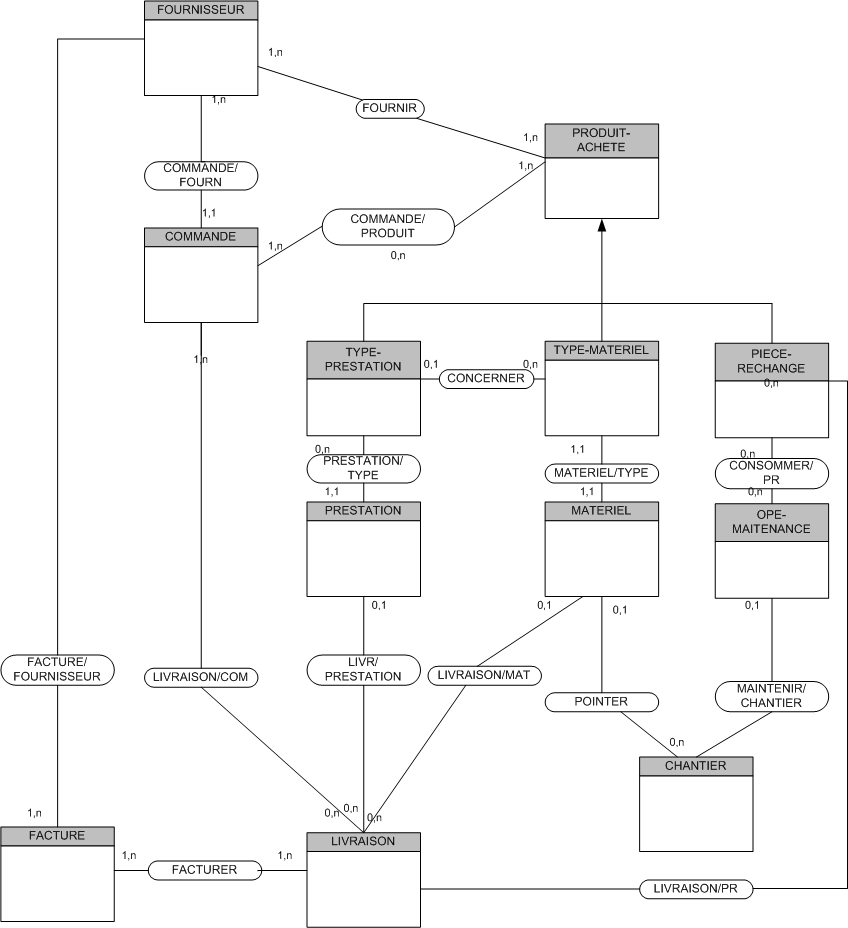 FOURNISSEUR
1,n
1,n
FOURNIR
1,n
PRODUIT-
ACHETE
1,n
COMMANDE/
FOURN
1,1
COMMANDE/
PRODUIT
COMMANDE
1,n
0,n
1,n
TYPE-
PRESTATION
0,1
CONCERNER
0,n
TYPE-MATERIEL
PIECE-
RECHANGE
0,n
0,n
PRESTATION/
TYPE
1,1
1,1
MATERIEL/TYPE
1,1
0,n
CONSOMMER/
PR
0,n
PRESTATION
MATERIEL
OPE-
MAITENANCE
0,1
0,1
0,1
0,1
FACTURE/
FOURNISSEUR
LIVRAISON/COM
LIVR/
PRESTATION
LIVRAISON/MAT
POINTER
MAINTENIR/
CHANTIER
0,n
CHANTIER
1,n
0,n
0,n
0,n
FACTURE
LIVRAISON
1,n
FACTURER
1,n
LIVRAISON/PR